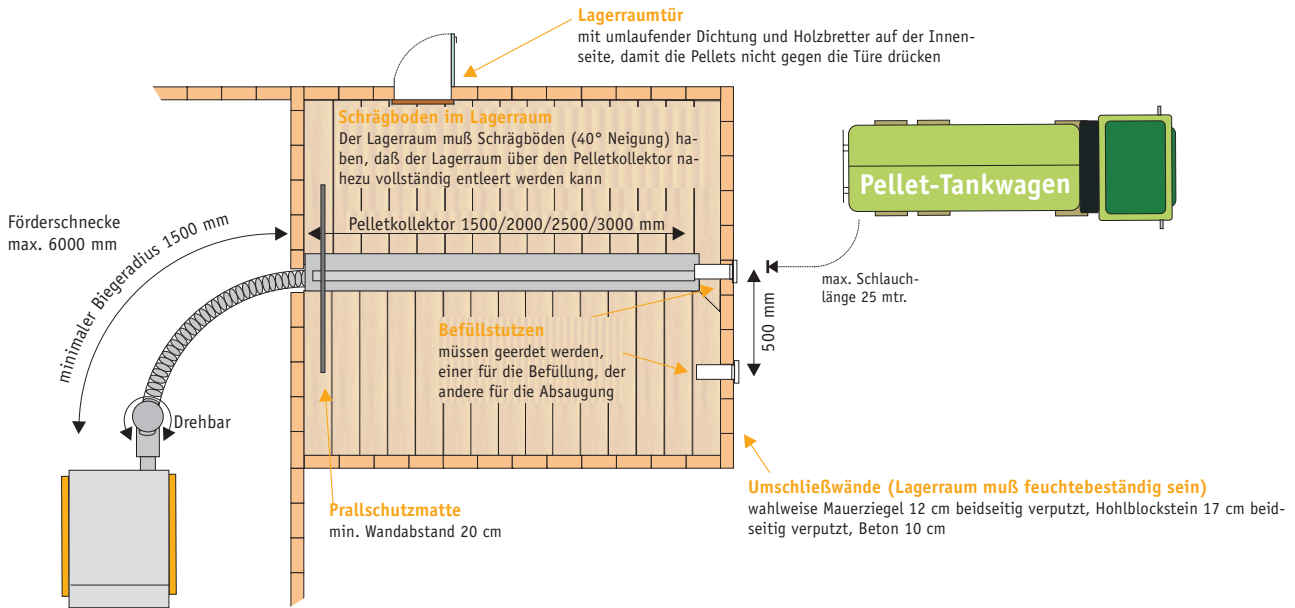 Lagerraumtür
mit umlaufender Dichtung und Holzbretter auf der Innen-
seite, damit die Pellets nicht gegen die Türe drücken
Schrägboden im Lagerraum
Der Lagerraum muß Schrägböden (40° Neigung) ha-
ben, daß der Lagerraum über den Pelletkollektor na-
hezu vollständig entleert werden kann
Pellet-Tankwagen
Förderschnecke
max. 6000 mm
minimaler Biegeradius 1500 mm
Pelletkollektor 1500/2000/2500/3000 mm
max. Schlauch-
länge 25 mtr.
500 mm
Befüllstutzen
müssen geerdet werden,
einer für die Befüllung, der
andere für die Absaugung
Drehbar
Prallschutzmatte
min. Wandabstand 20 cm
Umschließwände (Lagerraum muß feuchtebeständig sein)
wahlweise Mauerziegel 12 cm beidseitig verputzt, Hohlblockstein 17 cm beid-
seitig verputzt, Beton 10 cm